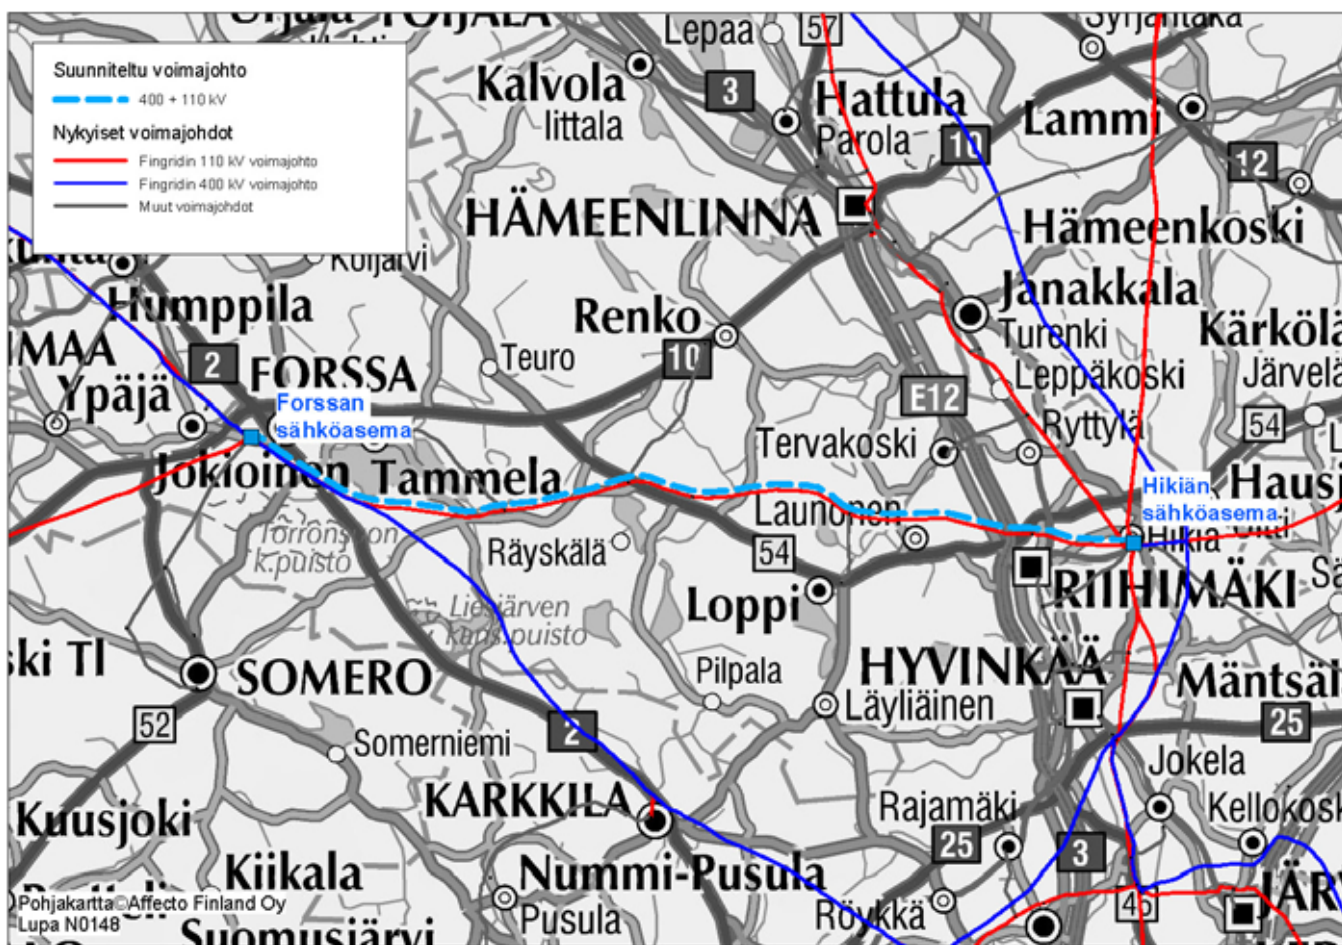 Lepaa
57
Kalvola
Iittala
3
Hattula
Parola
10
Lammi
12
Suunniteltu voimajohto
400 + 110 kV
Nykyiset voimajohdot
Fingridin 110 kV voimajohto
Fingridin 400 kV voimajohto
Muut voimajohdot
HÄMEENLINNA
Hämeenkoski
Koijärvi
Humppila
Renko
10
Janakkala
Turenki
2
Teuro
Leppäkoski
Ypäjä
FORSSA
Forssan
sähköasema
E12
Järvelä
54
Ryttylä
Tervakoski
Jokioinen
Tammela
Hikiän
sähköasema
Launonen
Hikiä
Torronsuon
k.puisto
Räyskälä
54
RIIHIMÄKI
Loppi
Liesjärven
kans.puisto
SOMERO
Pilpala
HYVINKÄÄ
Läyliäinen
52
2
25
Somerniemi
Jokela
KARKKILA
Rajamäki
Kuusjoki
25
3
Kiikala
Nummi-Pusula
Pusula
Röykkä
45
Pohjakartta©Affecto Finland Oy
Lupa N0148
Suomusjärvi